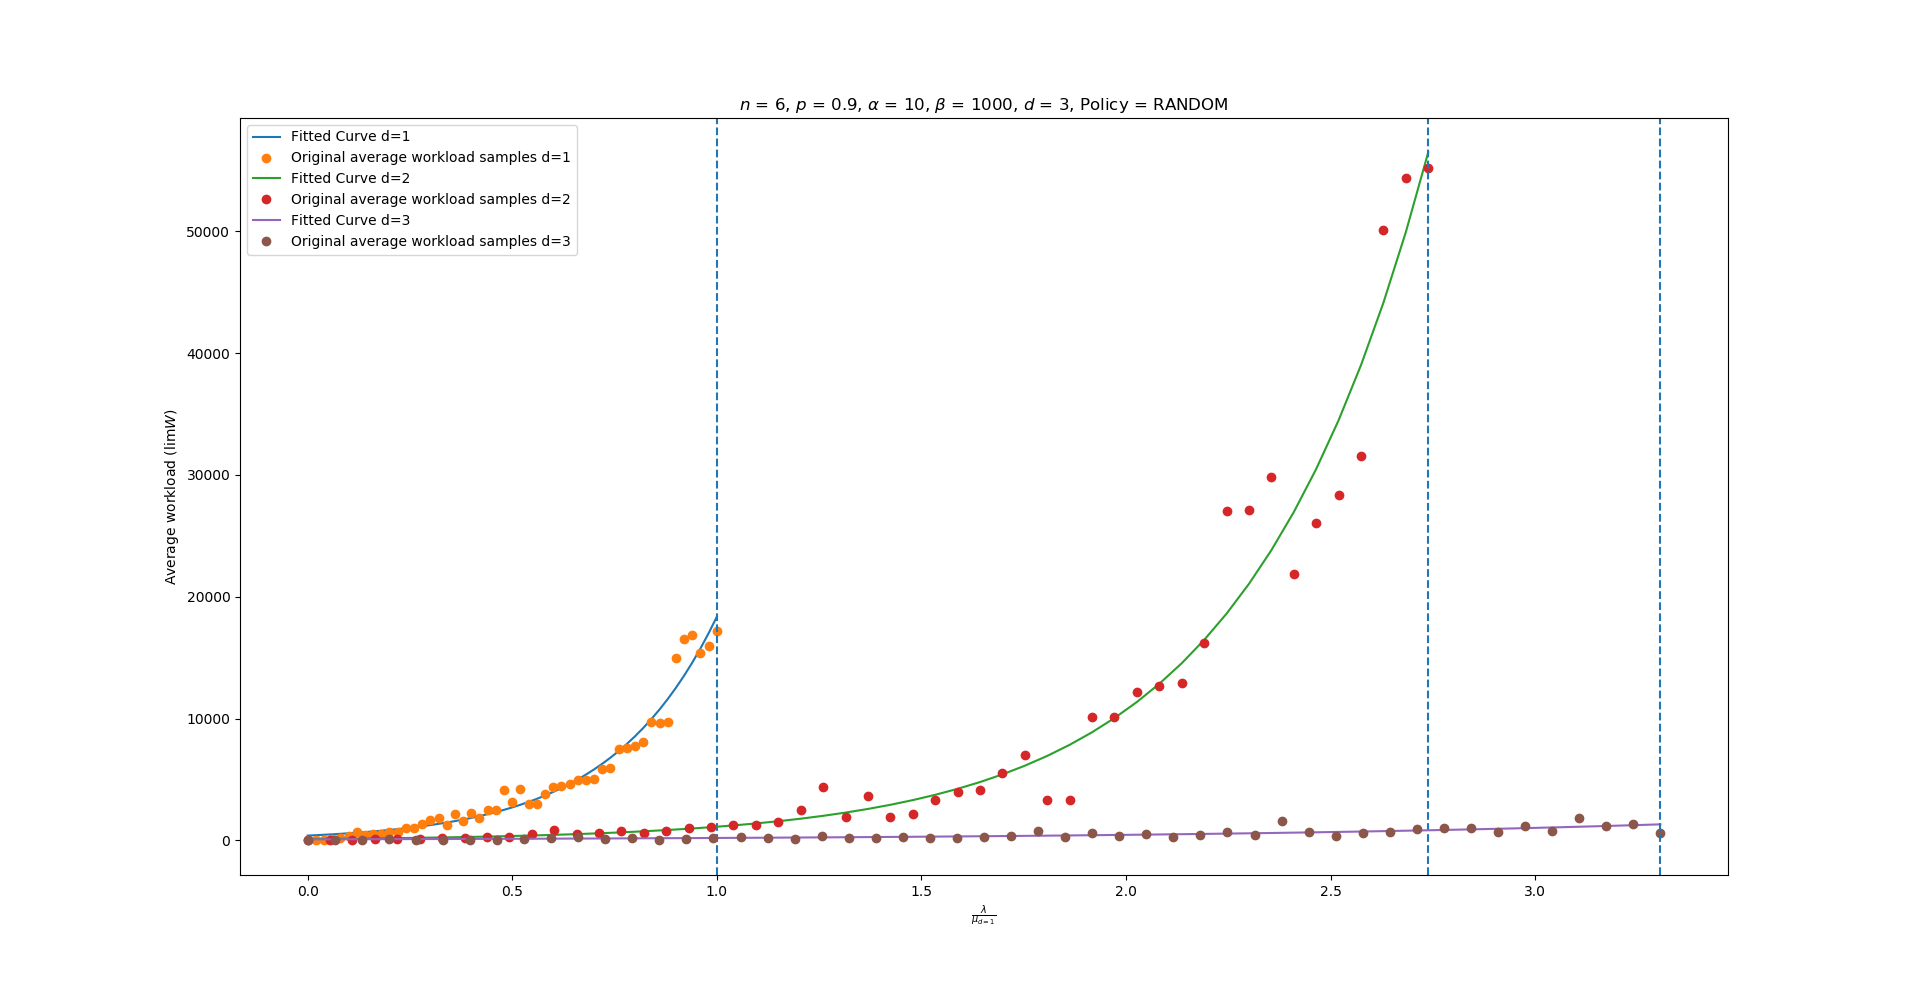 n = 6, p = 0.9, α = 10, β = 1000, d = 3, Policy = RANDOM
Fitted Curve d=1
Original average workload samples d=1
Fitted Curve d=2
Original average workload samples d=2
Fitted Curve d=3
Original average workload samples d=3
Average workload (limW)
50000
40000
30000
20000
10000
0
0.0 0.5 1.0 1.5 2.0 2.5 3.0
λ
μd=1